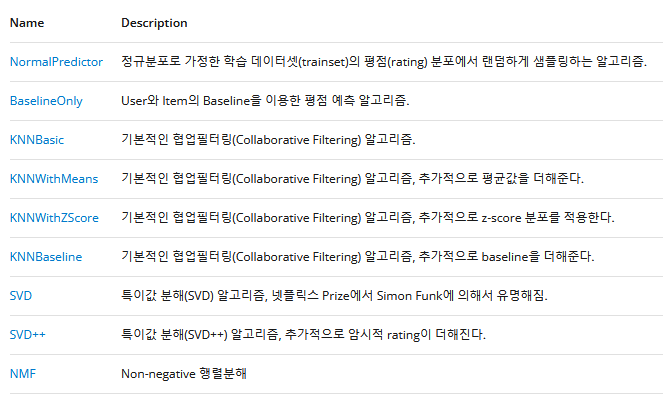 Name Description
NormalPredictor 정규분포로 가정한 학습 데이터셋(trainset)의 평점(rating) 분포에서 랜덤하게 샘플링하는 알고리즘.
BaselineOnly User와 Item의 Baseline을 이용한 평점 예측 알고리즘.
KNNBasic 기본적인 협업필터링(Collaborative Filtering) 알고리즘.
KNNWithMeans 기본적인 협업필터링(Collaborative Filtering) 알고리즘, 추가적으로 평균값을 더해준다.
KNNWithZScore 기본적인 협업필터링(Collaborative Filtering) 알고리즘, 추가적으로 z-score 분포를 적용한다.
KNNBaseline 기본적인 협업필터링(Collaborative Filtering) 알고리즘, 추가적으로 baseline을 더해준다.
SVD 특이값 분해(SVD) 알고리즘, 넷플릭스 Prize에서 Simon Funk에 의해서 유명해짐.
SVD++ 특이값 분해(SVD++) 알고리즘, 추가적으로 암시적 rating이 더해진다.
NMF Non-negative 행렬분해